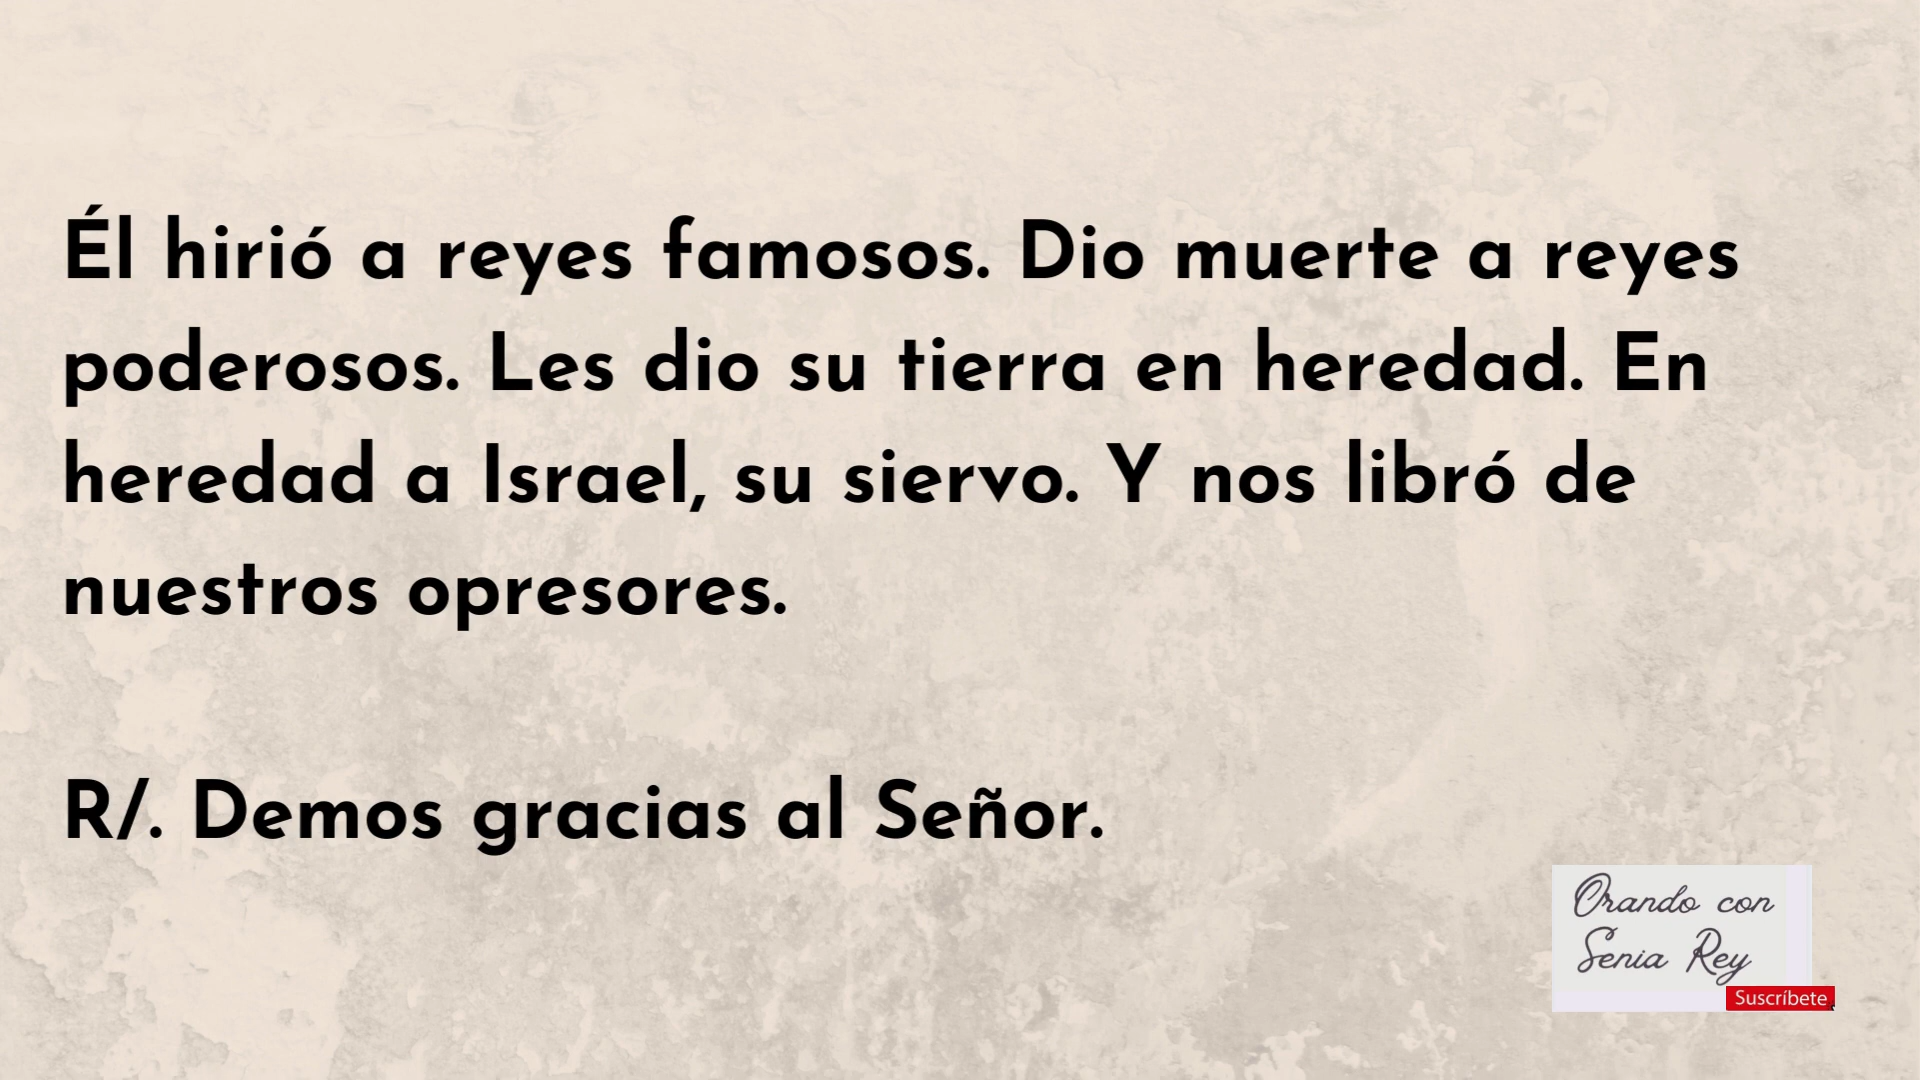 Él hirió a reyes famosos. Dio muerte a reyes
poderosos. Les dio su tierra en heredad. En
heredad a Israel, su siervo. Y nos libró de
nuestros opresores.
R/. Demos gracias al Señor.
Orando con
Senia Rey
Suscríbete